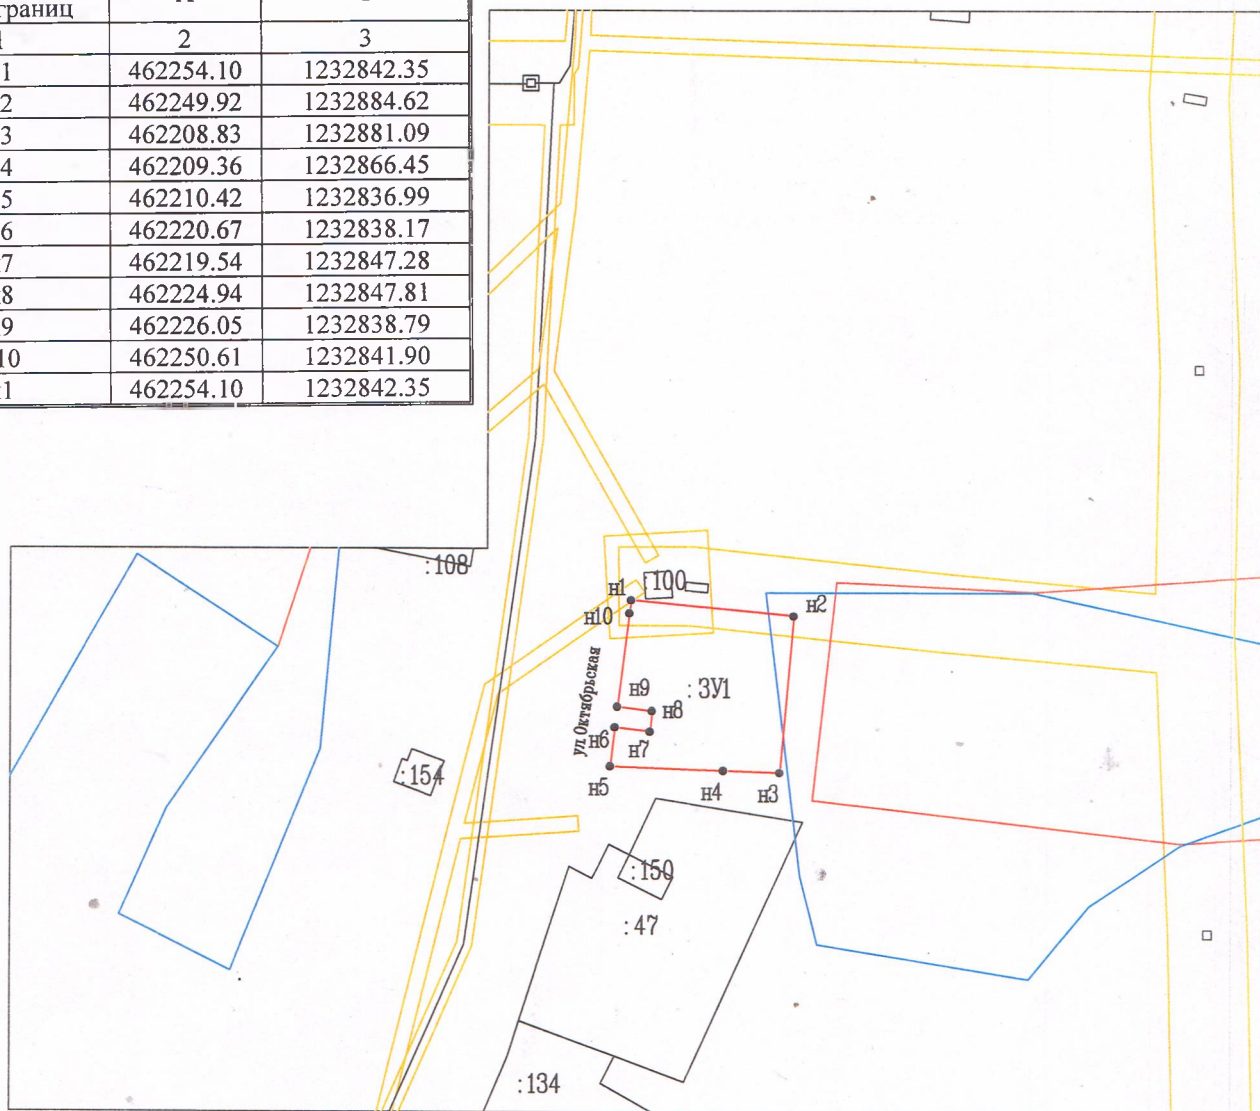 границ
1 2 3
1 462254.10 1232842.35
2 462249.92 1232884.62
3 462208.83 1232881.09
4 462209.36 1232866.45
5 462210.42 1232836.99
6 462220.67 1232838.17
7 462219.54 1232847.28
8 462224.94 1232847.81
9 462226.05 1232838.79
10 462250.61 1232841.90
1 462254.10 1232842.35
:108
:100
н1
н2
н10
ул Октябрьская
н9
:ЗУ1
н8
н6
н7
н5
н4
н3
:154
:150
:47
:134